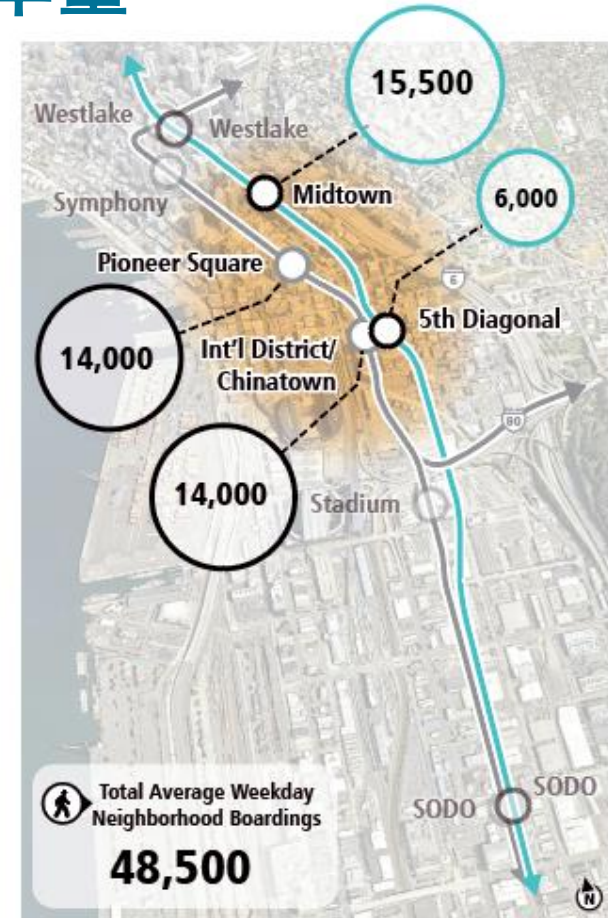 15,500
Westlake
Westlake
6,000
Symphony
Midtown
Pioneer Square
5th Diagonal
14,000
Int'l District/
Chinatown
14,000
Stadium
Total Average Weekday
Neighborhood Boardings
48,500
SODO
SODO
N